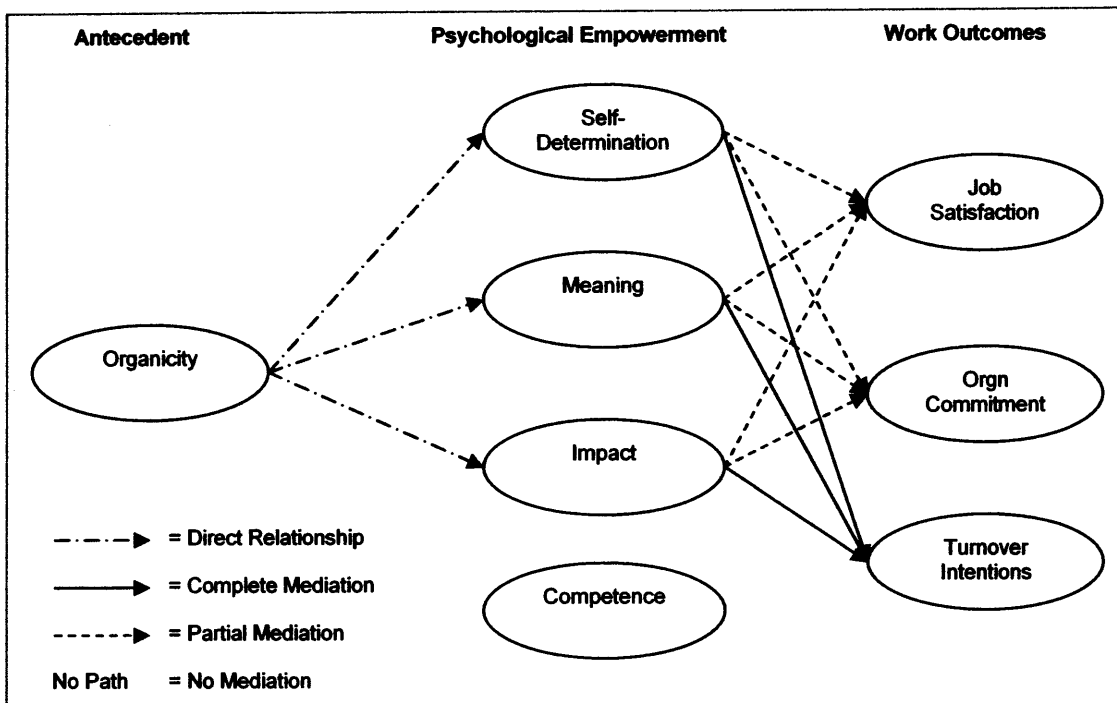 Antecedent
Psychological Empowerment
Work Outcomes
Self-
Determination
Job
Satisfaction
Meaning
Organicity
Orgn
Commitment
Impact
Turnover
Intentions
Competence
= Direct Relationship
= Complete Mediation
= Partial Mediation
No Path = No Mediation